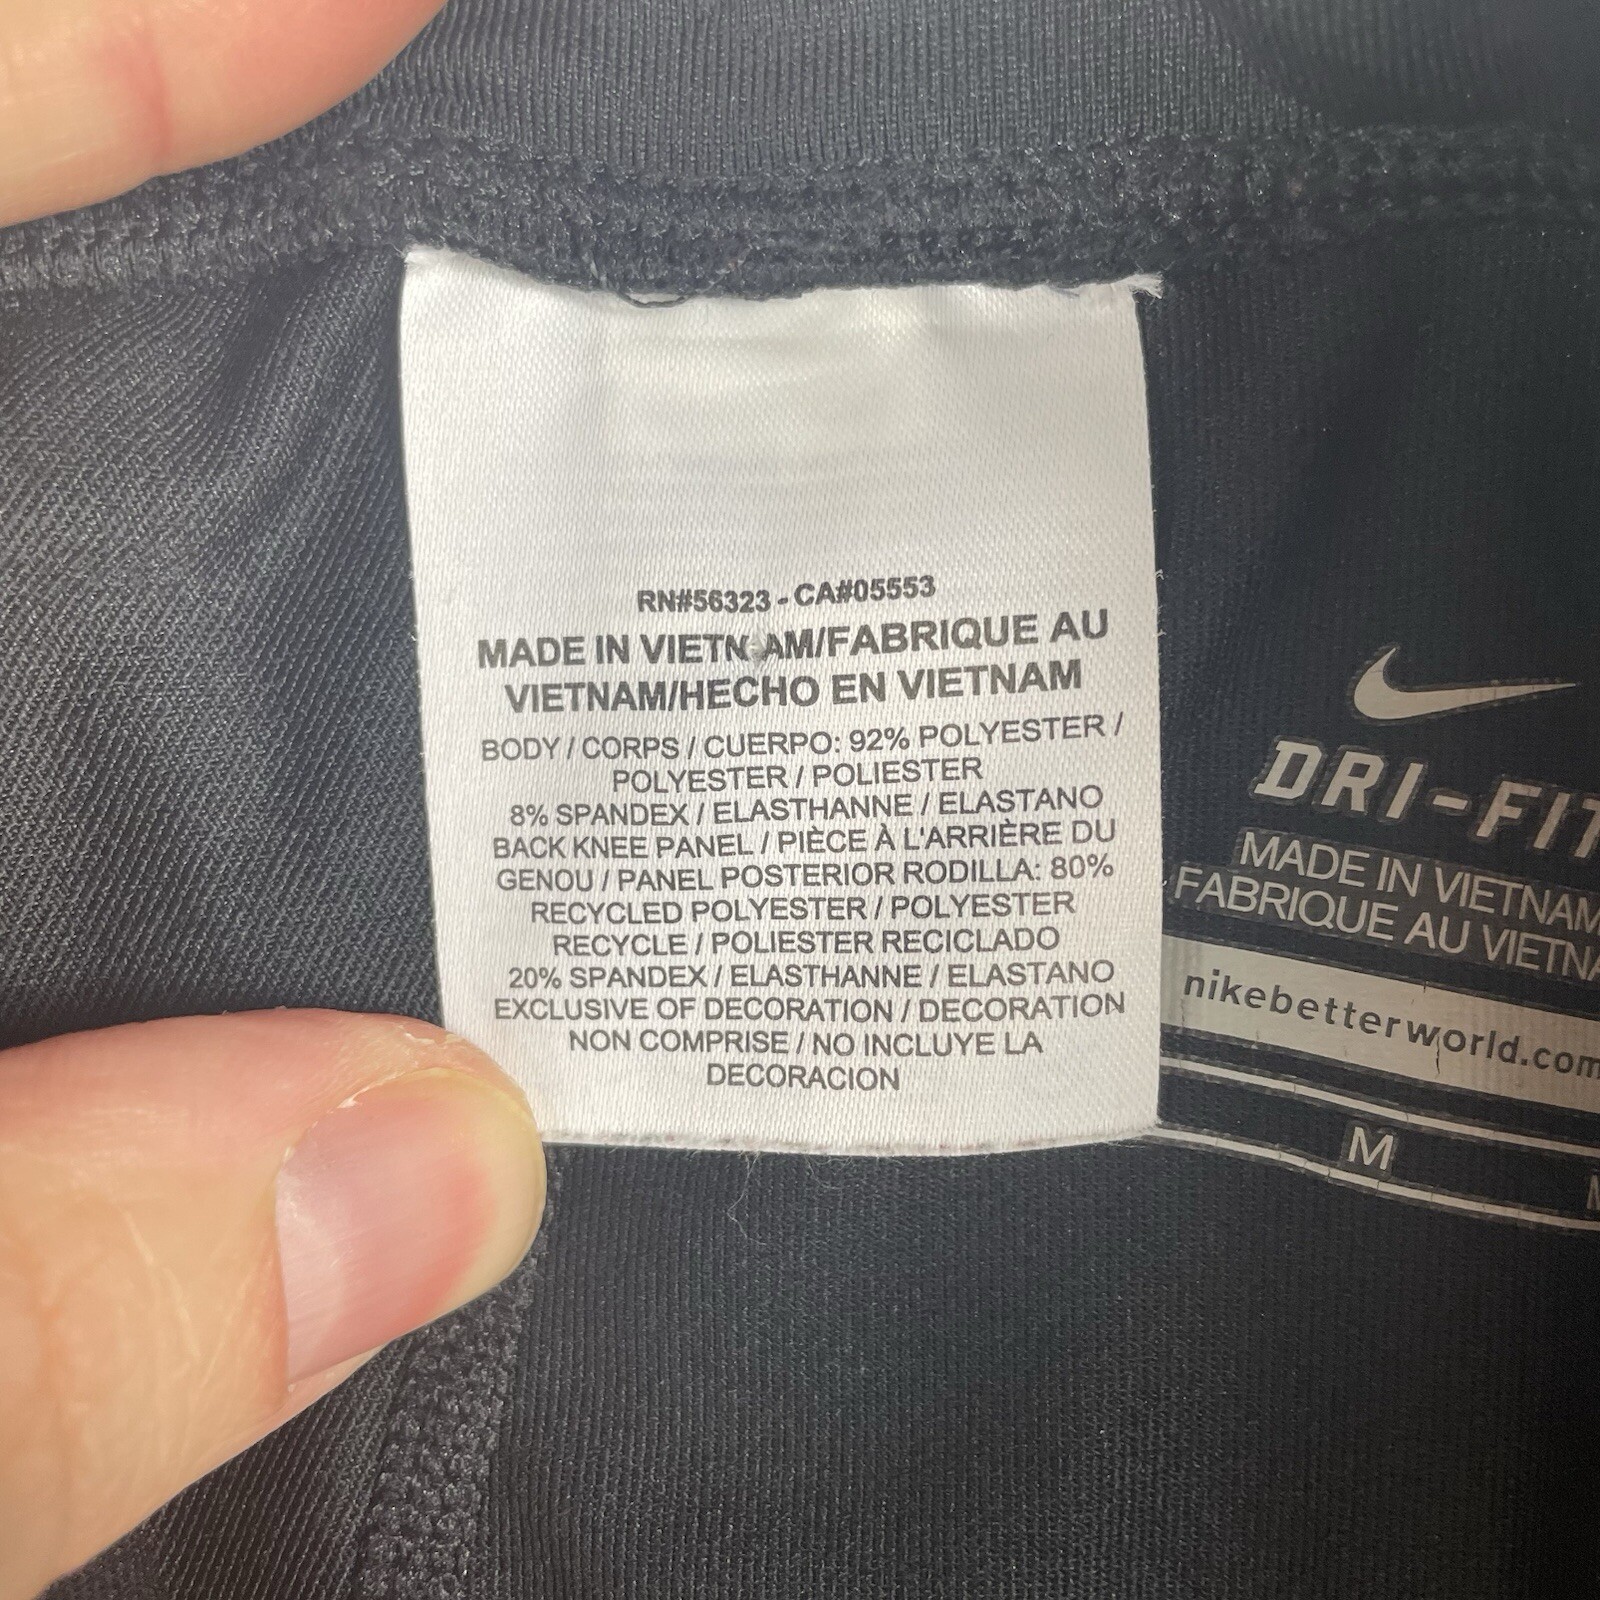 RN#56323 - CA#05553
MADE IN VIETNAM/FABRIQUE AU
VIETNAM/HECHO EN VIETNAM
BODY / CORPS / CUERPO: 92% POLYESTER /
POLYESTER / POLIESTER
8% SPANDEX / ELASTHANNE / ELASTANO
BACK KNEE PANEL / PIÈCE À L'ARRIÈRE DU
GENOU / PANEL POSTERIOR RODILLA: 80%
RECYCLED POLYESTER / POLYESTER
RECYCLE / POLIESTER RECICLADO
20% SPANDEX / ELASTHANNE / ELASTANO
EXCLUSIVE OF DECORATION / DECORATION
NON COMPRISE / NO INCLUYE LA
DECORACION
DRI-FIT
MADE IN VIETNAM
FABRIQUE AU VIETNA
nikebetterworld.com
M